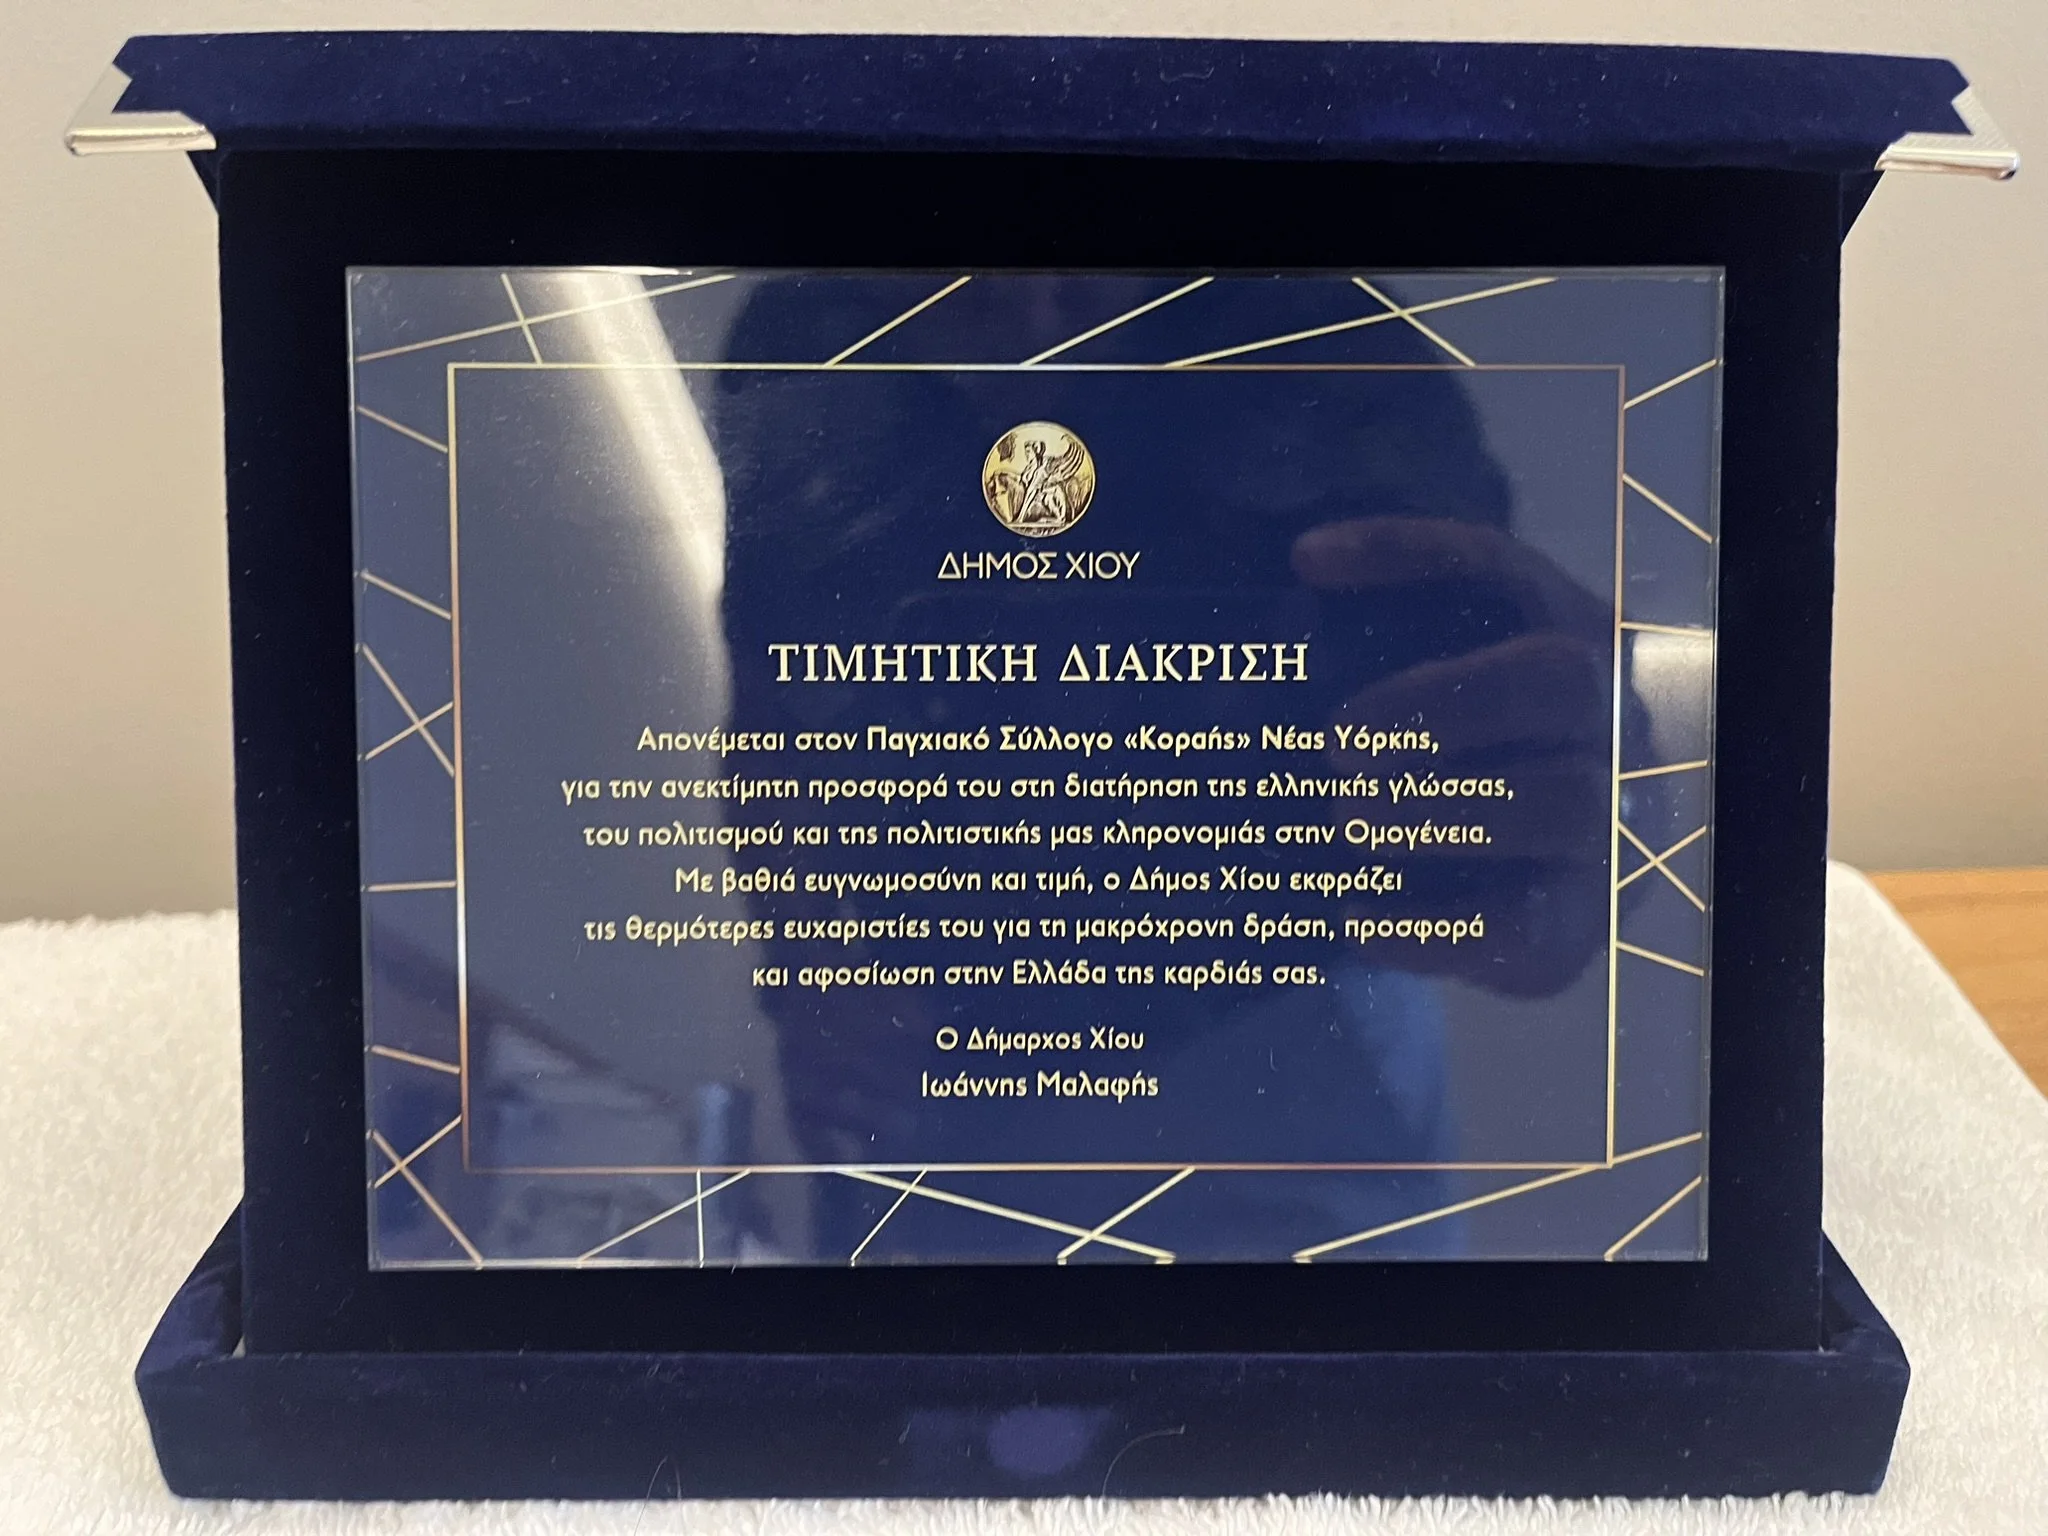 ΔΗΜΟΣ ΧΙΟΥ
ΤΙΜΗΤΙΚΗ ΔΙΑΚΡΙΣΗ
Απονέμεται στον Παγχιακό Σύλλογο «Κοραής» Νέας Υόρκης,
για την ανεκτίμητη προσφορά του στη διατήρηση της ελληνικής γλώσσας,
του πολιτισμού και της πολιτιστικής μας κληρονομιάς στην Ομογένεια.
Με βαθιά ευγνωμοσύνη και τιμή, ο Δήμος Χίου εκφράζει
τις θερμότερες ευχαριστίες του για τη μακρόχρονη δράση, προσφορά
και αφοσίωση στην Ελλάδα της καρδιάς σας.
Ο Δήμαρχος Χίου
Ιωάννης Μαλαφής